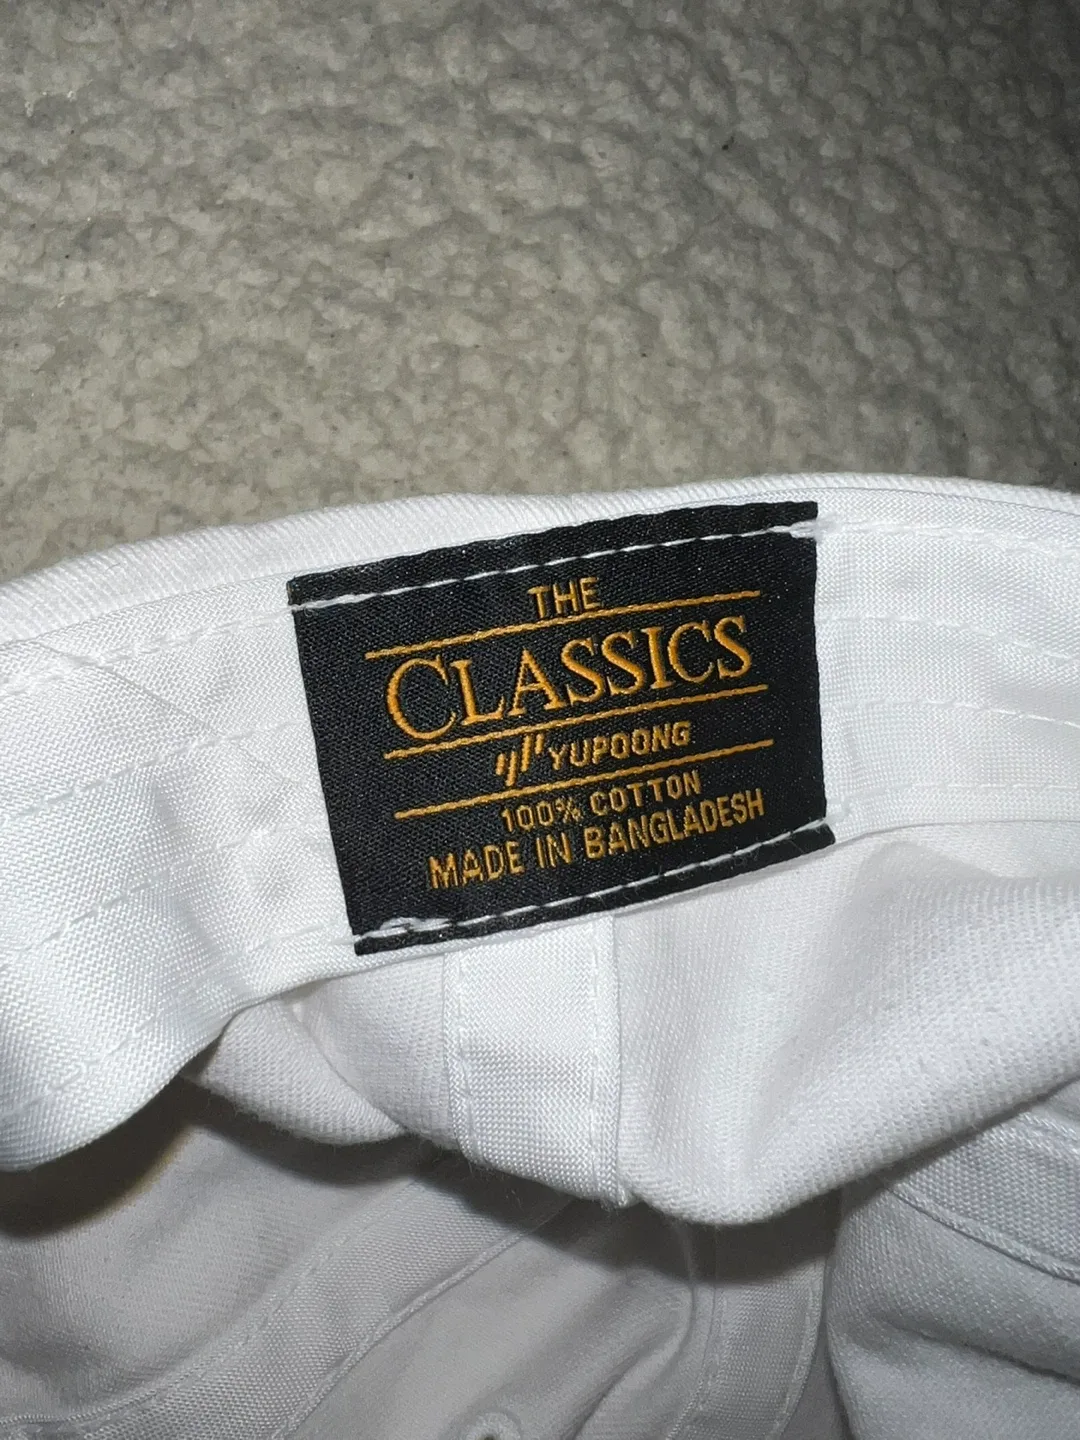 THE
CLASSICS
YUPOONG
100% COTTON
MADE IN BANGLADESH